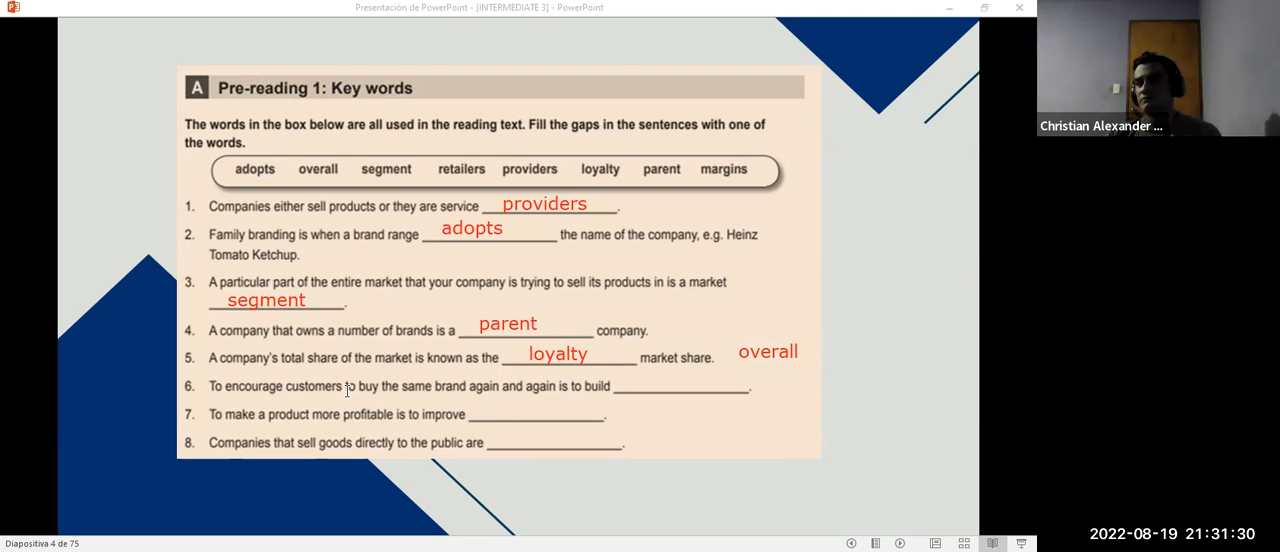 Presentación de PowerPoint - [INTERMEDIATE 3] - PowerPoint
A Pre-reading 1: Key words
The words in the box below are all used in the reading text. Fill the gaps in the sentences with one of
the words.
adopts overall segment retailers providers loyalty parent margins
1. Companies either sell products or they are service providers.
2. Family branding is when a brand range adopts the name of the company, e.g. Heinz
Tomato Ketchup.
3. A particular part of the entire market that your company is trying to sell its products in is a market
segment.
4. A company that owns a number of brands is a parent company.
5. A company's total share of the market is known as the loyalty market share. overall
6. To encourage customers to buy the same brand again and again is to build ____.
7. To make a product more profitable is to improve ____.
8. Companies that sell goods directly to the public are ____.
Christian Alexander ...
Diapositiva 4 de 75
2022-08-19 21:31:30